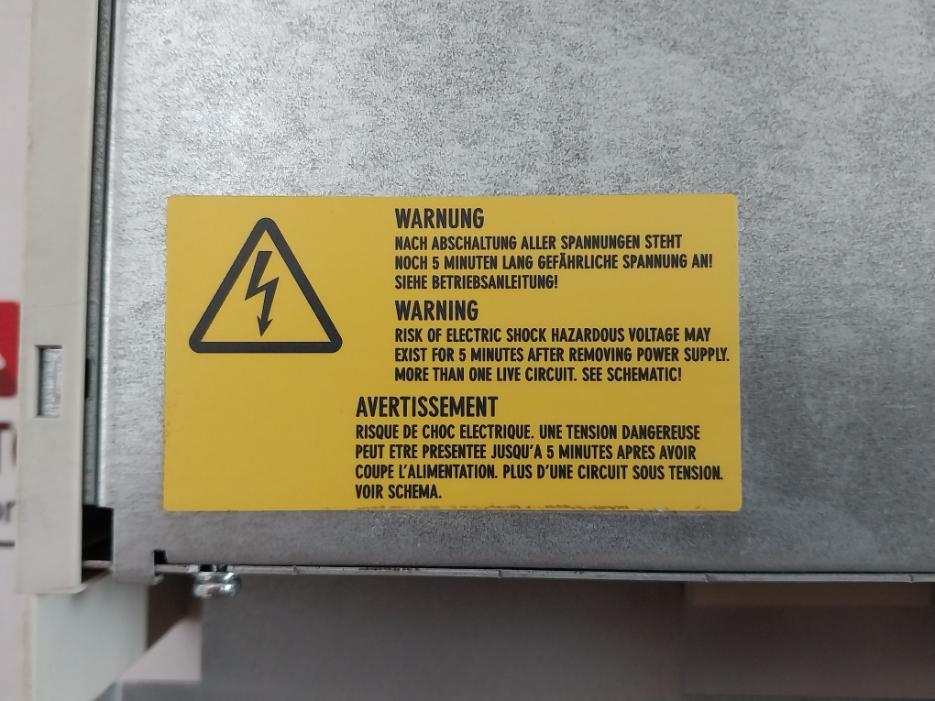 WARNUNG
NACH ABSCHALTUNG ALLER SPANNUNGEN STEHT
NOCH 5 MINUTEN LANG GEFÄHRLICHE SPANNUNG AN!
SIEHE BETRIEBSANLEITUNG!
WARNING
RISK OF ELECTRIC SHOCK HAZARDOUS VOLTAGE MAY
EXIST FOR 5 MINUTES AFTER REMOVING POWER SUPPLY.
MORE THAN ONE LIVE CIRCUIT. SEE SCHEMATIC!
AVERTISSEMENT
RISQUE DE CHOC ELECTRIQUE. UNE TENSION DANGEREUSE
PEUT ETRE PRESENTEE JUSQU'A 5 MINUTES APRES AVOIR
COUPE L'ALIMENTATION. PLUS D'UNE CIRCUIT SOUS TENSION.
VOIR SCHEMA.